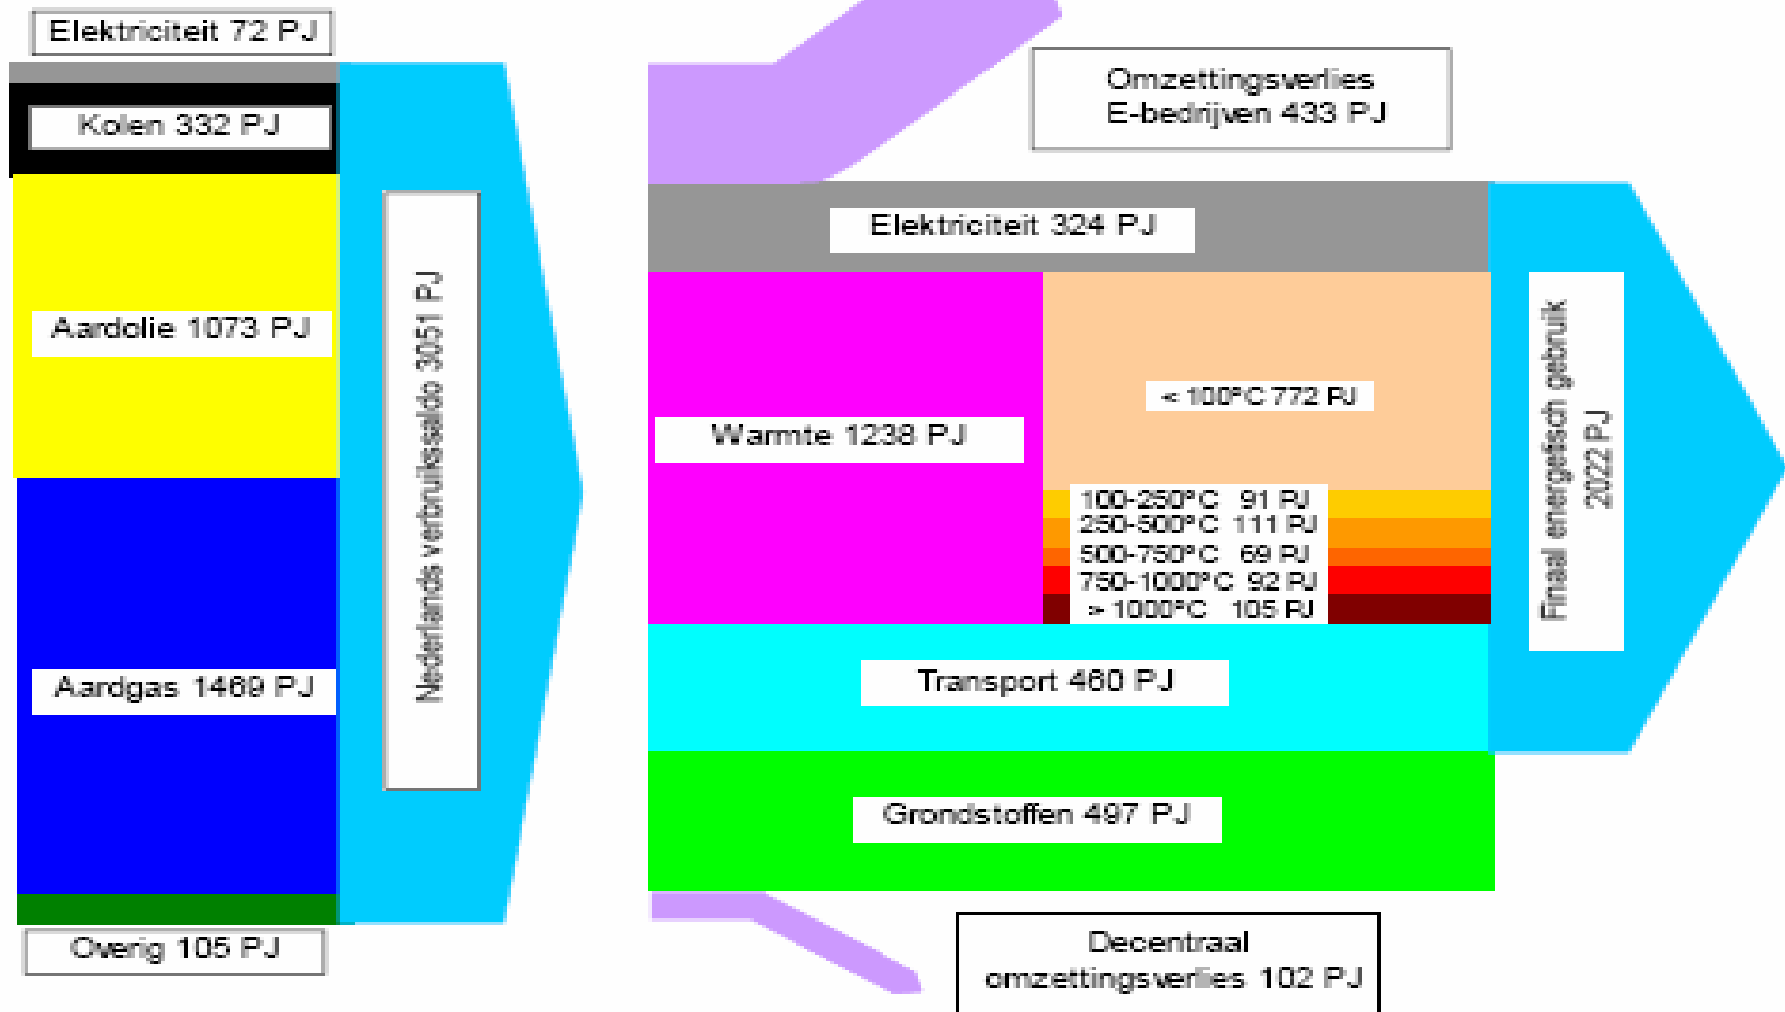 Elektriciteit 72 PJ
Kolen 332 PJ
Aardolie 1073 PJ
Aardgas 1469 PJ
Overig 105 PJ
Nederlands verbruikssaldo 3051 PJ
Omzettingsverlies
E-bedrijven 433 PJ
Elektriciteit 324 PJ
Warmte 1238 PJ
< 100°C 772 PJ
100-250°C 91 PJ
250-500°C 111 PJ
500-750°C 69 PJ
750-1000°C 92 PJ
> 1000°C 105 PJ
Transport 460 PJ
Grondstoffen 497 PJ
Decentraal
omzettingsverlies 102 PJ
Finaal energetisch gebruik
2022 PJ